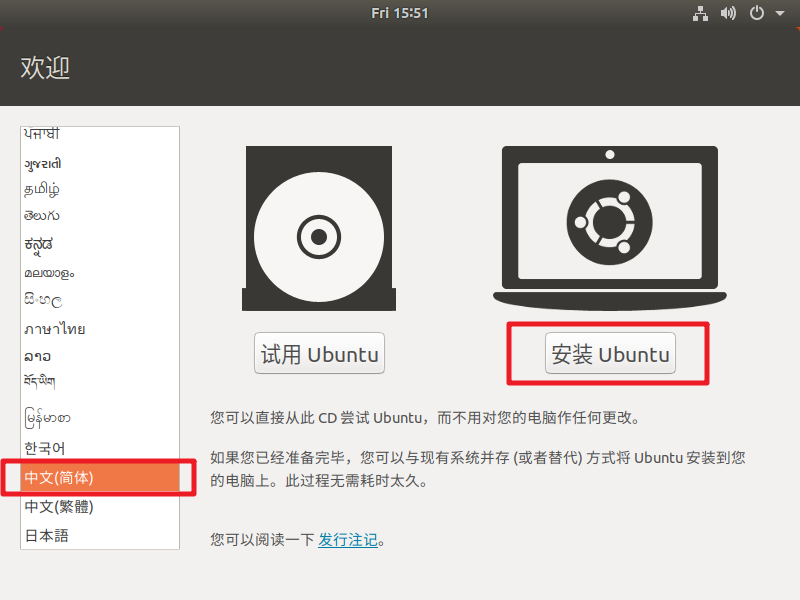 Fri 15:51
欢迎
ਪੰਜਾਬੀ
ગુજરાતી
தமிழ்
తెలుగు
ಕನ್ನಡ
മലയാളം
සිංහල
ภาษาไทย
ລາວ
བོད་ཡིག
မြန်မာစာ
한국어
中文(简体)
中文(繁體)
日本語
试用 Ubuntu
安装 Ubuntu
您可以直接从此 CD 尝试 Ubuntu，而不用对您的电脑作任何更改。
如果您已经准备完毕，您可以与现有系统并存 (或者替代) 方式将 Ubuntu 安装到您
的电脑上。此过程无需耗时太久。
您可以阅读一下 发行注记。